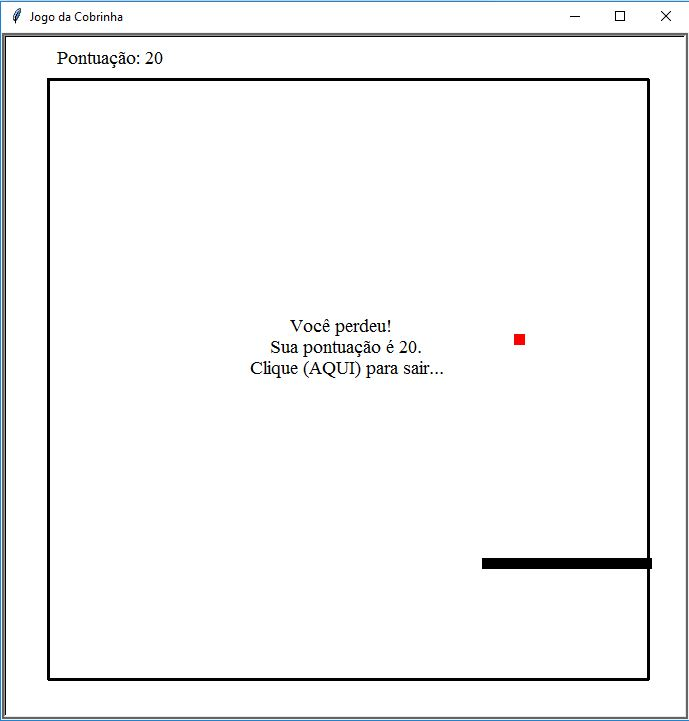 Jogo da Cobrinha
Pontuação: 20
Você perdeu!
Sua pontuação é 20.
Clique (AQUI) para sair...